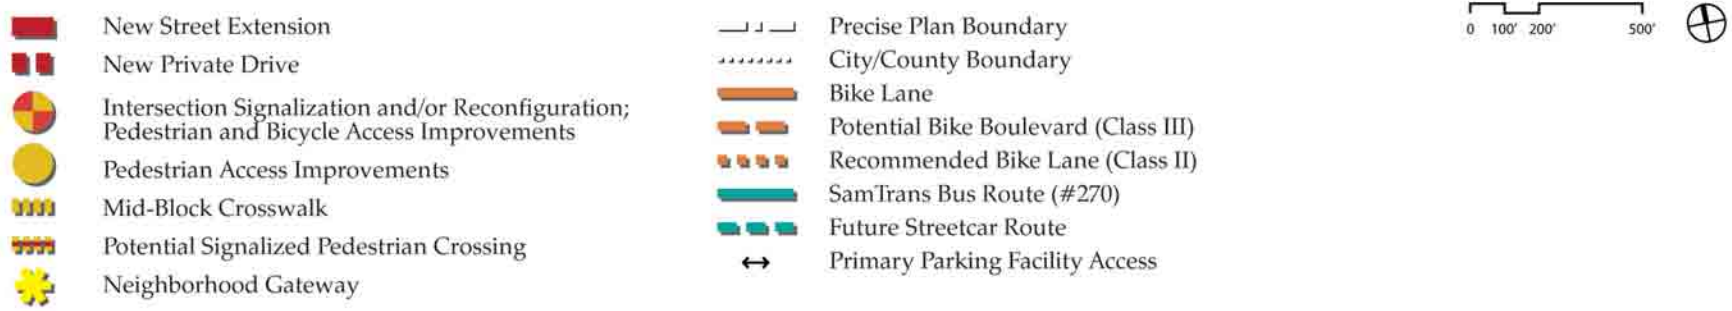 New Street Extension
New Private Drive
Intersection Signalization and/or Reconfiguration;
Pedestrian and Bicycle Access Improvements
Pedestrian Access Improvements
Mid-Block Crosswalk
Potential Signalized Pedestrian Crossing
Neighborhood Gateway
Precise Plan Boundary
City/County Boundary
Bike Lane
Potential Bike Boulevard (Class III)
Recommended Bike Lane (Class II)
SamTrans Bus Route (#270)
Future Streetcar Route
Primary Parking Facility Access
0 100' 200' 500'